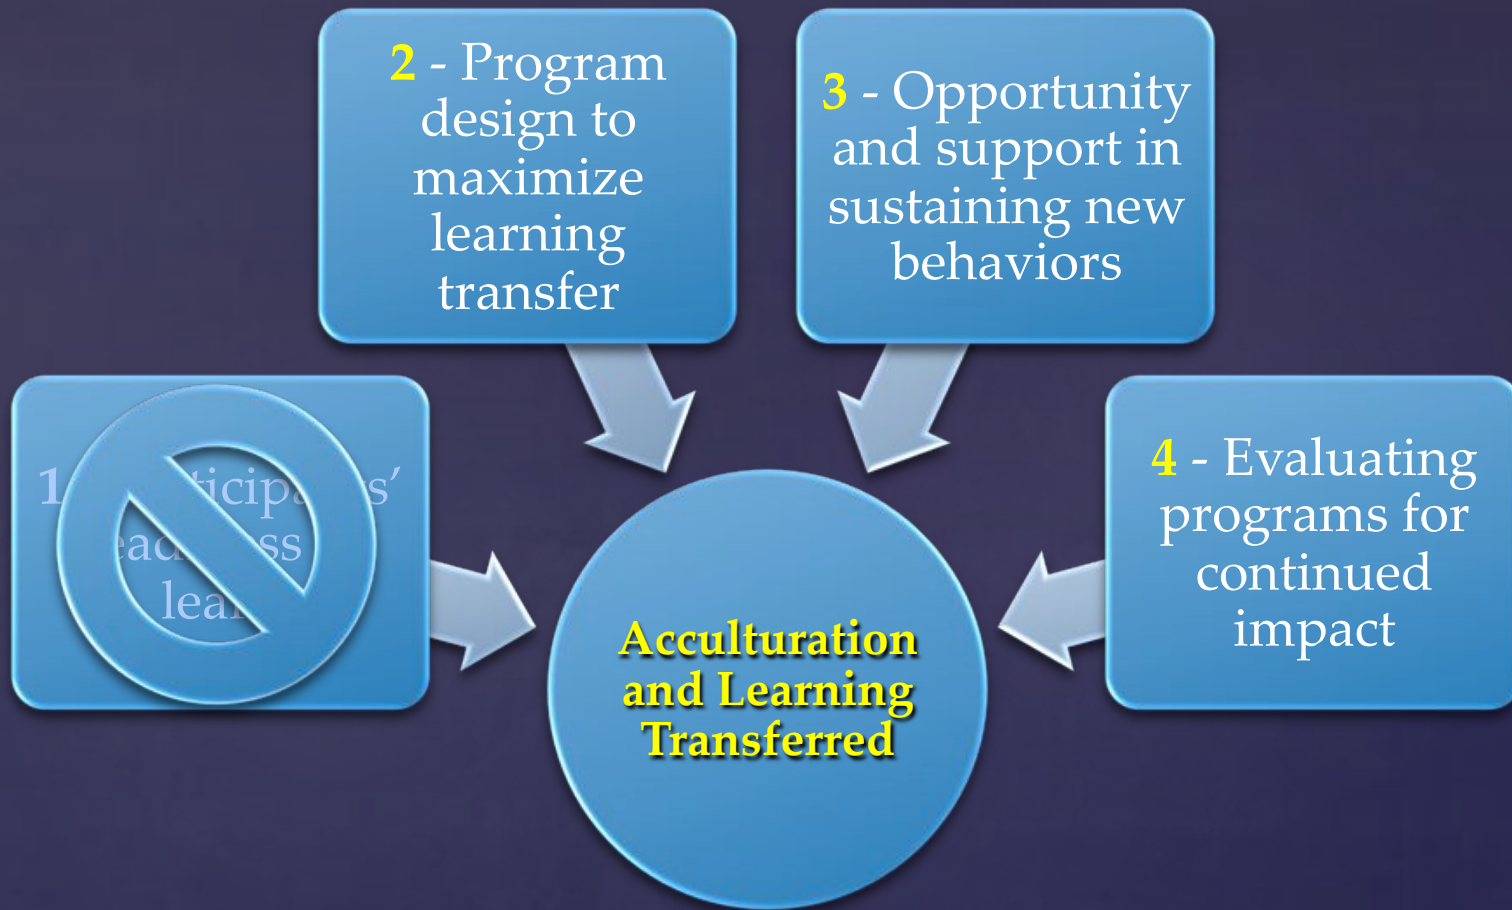 2 - Program
design to
maximize
learning
transfer
3 - Opportunity
and support in
sustaining new
behaviors
1
4 - Evaluating
programs for
continued
impact
Acculturation
and Learning
Transferred